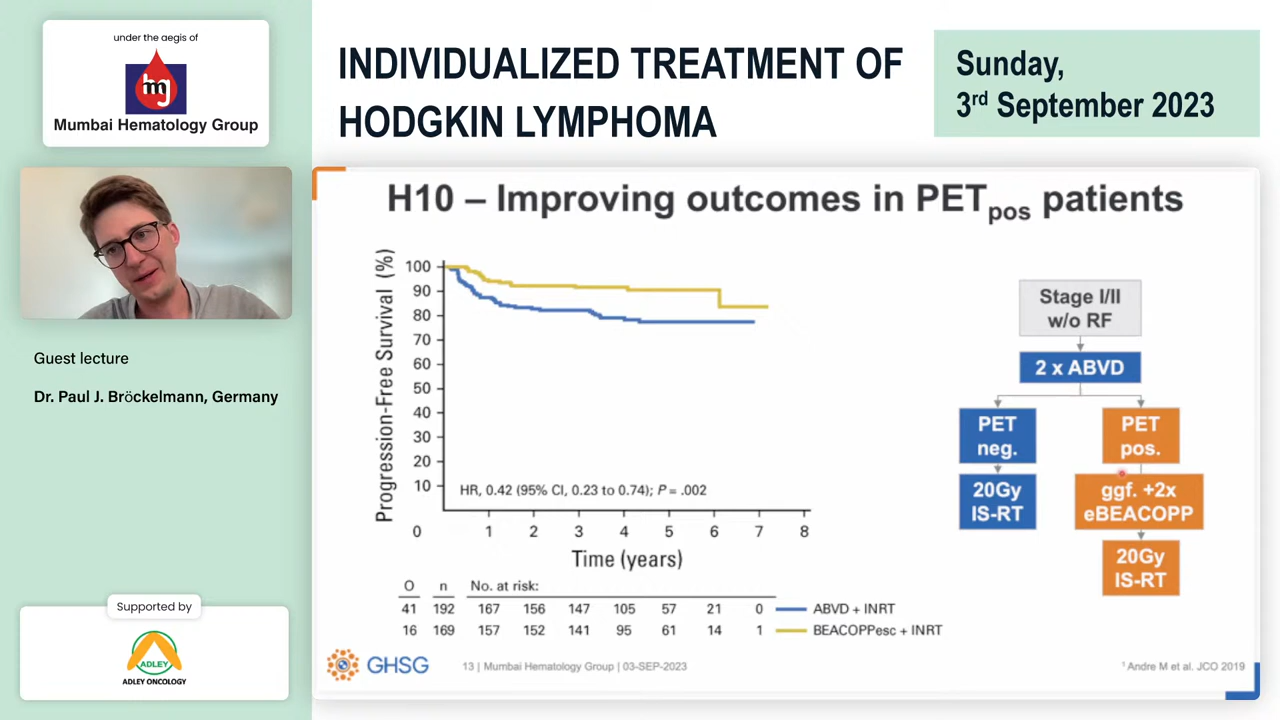 under the aegis of
hmg
Mumbai Hematology Group
INDIVIDUALIZED TREATMENT OF
HODGKIN LYMPHOMA
Sunday,
3rd September 2023
Guest lecture
Dr. Paul J. Bröckelmann, Germany
Supported by
ADLEY
ADLEY ONCOLOGY
H10 – Improving outcomes in PETpos patients
Progression-Free Survival (%)
100
90
80
70
60
50
40
30
20
10
HR, 0.42 (95% CI, 0.23 to 0.74); P = .002
0 1 2 3 4 5 6 7 8
Time (years)
O n No. at risk:
41 192 167 156 147 105 57 21 0 ABVD + INRT
16 169 157 152 141 95 61 14 1 BEACOPPesc + INRT
Stage I/II
w/o RF
2 x ABVD
PET
neg.
20Gy
IS-RT
PET
pos.
ggf. +2x
eBEACOPP
20Gy
IS-RT
GHSG
13 | Mumbai Hematology Group | 03-SEP-2023
1 Andre M et al. JCO 2019